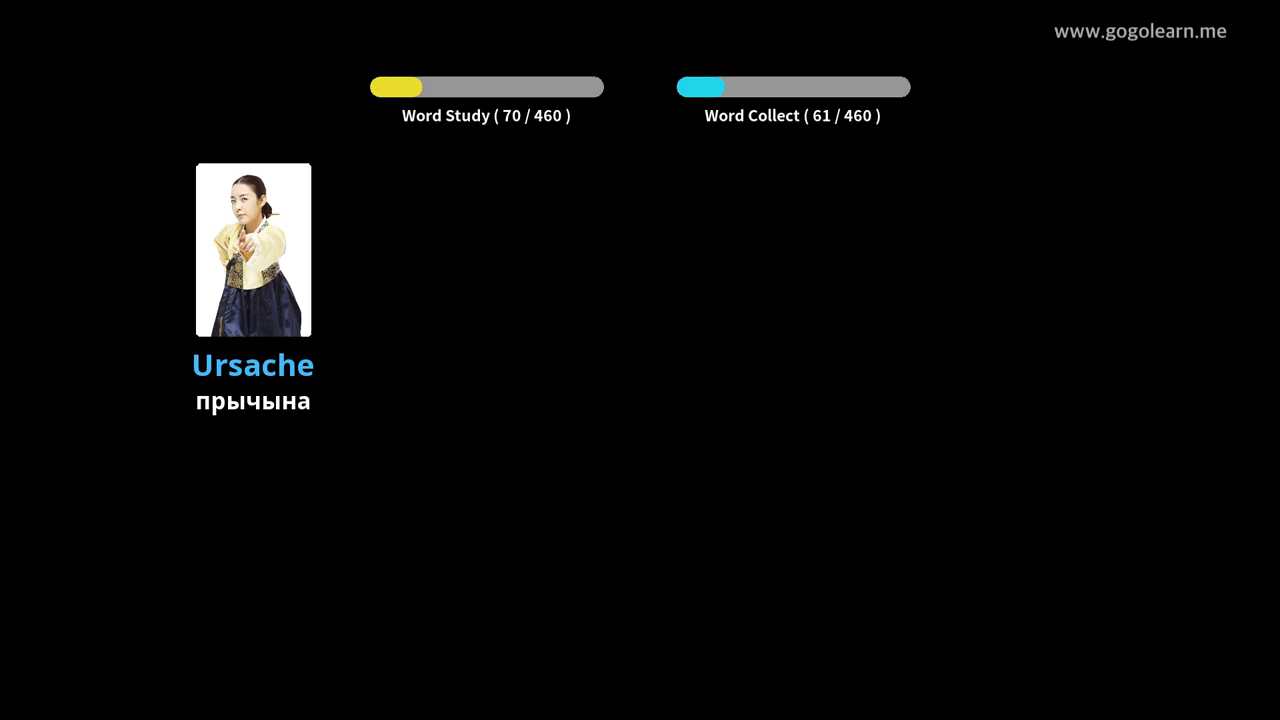 www.gogolearn.me
Word Study ( 70 / 460 )
Word Collect ( 61 / 460 )
Ursache
прычына